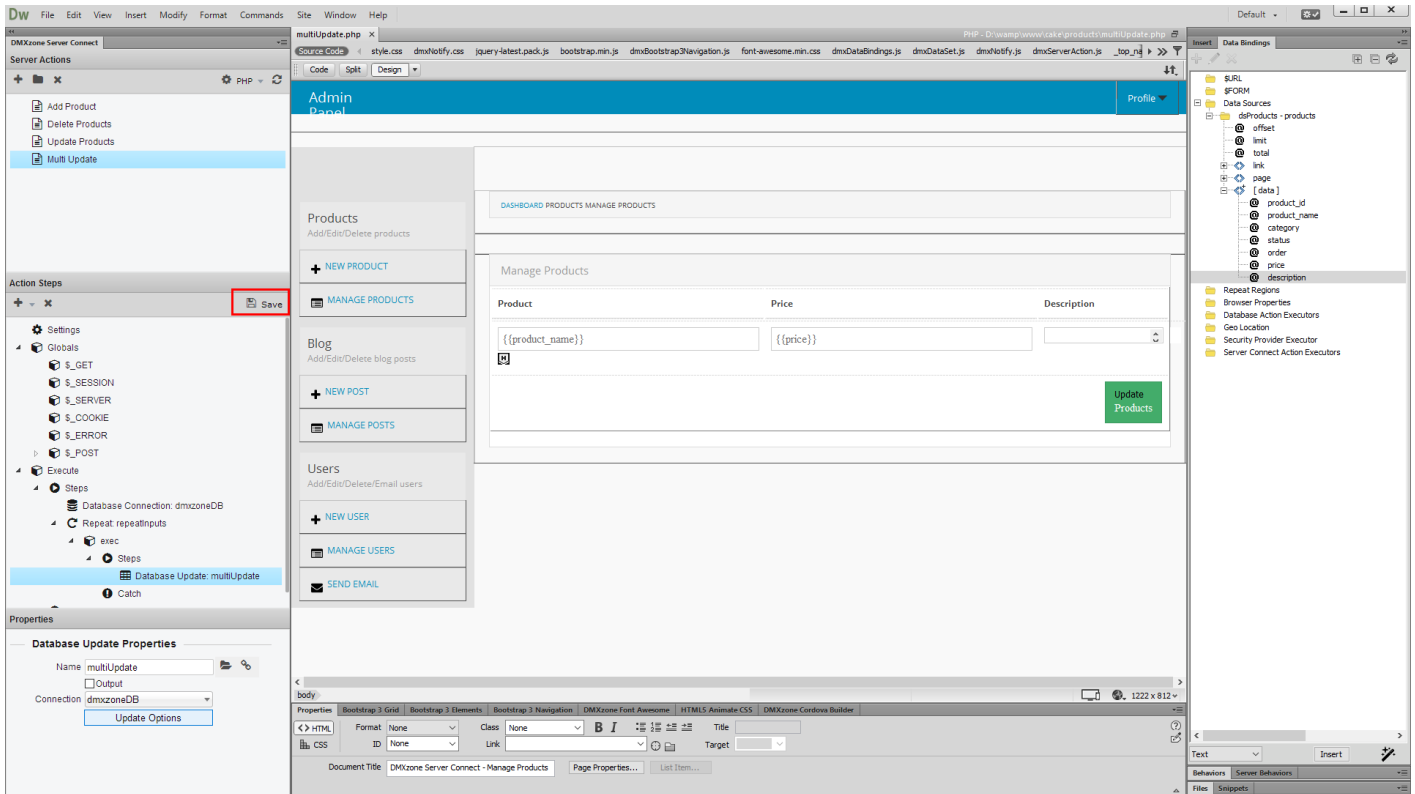 Dw File Edit View Insert Modify Format Commands Site Window Help Default
DMXzone Server Connect
Server Actions
PHP
Add Product
Delete Products
Update Products
Multi Update
Action Steps
Save
Settings
Globals
$_GET
$_SESSION
$_SERVER
$_COOKIE
$_ERROR
$_POST
Execute
Steps
Database Connection: dmxzoneDB
Repeat: repeatInputs
exec
Steps
Database Update: multiUpdate
Catch
Properties
Database Update Properties
Name multiUpdate
Output
Connection dmxzoneDB
Update Options
multiUpdate.php × PHP - D:\wamp\www\cake\products\multiUpdate.php
Source Code style.css dmxNotify.css jquery-latest.pack.js bootstrap.min.js dmxBootstrap3Navigation.js font-awesome.min.css dmxDataBindings.js dmxDataSet.js dmxNotify.js dmxServerAction.js _top_na
Code Split Design
Admin
Panel
Profile
Products
Add/Edit/Delete products
NEW PRODUCT
MANAGE PRODUCTS
Blog
Add/Edit/Delete blog posts
NEW POST
MANAGE POSTS
Users
Add/Edit/Delete/Email users
NEW USER
MANAGE USERS
SEND EMAIL
DASHBOARD PRODUCTS MANAGE PRODUCTS
Manage Products
Product Price Description
{{product_name}} {{price}}
H
Update
Products
body 1222 x 812
Properties Bootstrap 3 Grid Bootstrap 3 Elements Bootstrap 3 Navigation DMXzone Font Awesome HTML5 Animate CSS DMXzone Cordova Builder
<> HTML Format None Class None B I Title
CSS ID None Link Target
Document Title DMXzone Server Connect - Manage Products Page Properties... List Item...
Insert Data Bindings
$URL
$FORM
Data Sources
dsProducts - products
offset
limit
total
link
page
[ data ]
product_id
product_name
category
status
order
price
description
Repeat Regions
Browser Properties
Database Action Executors
Geo Location
Security Provider Executor
Server Connect Action Executors
Text Insert
Behaviors Server Behaviors
Files Snippets